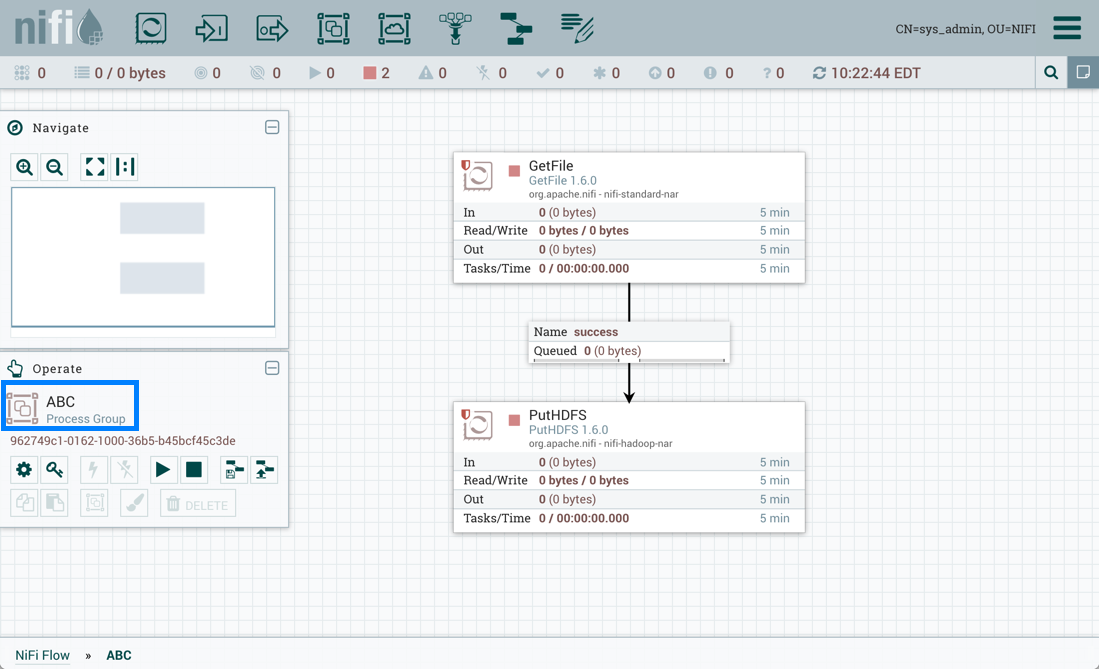 nifi
CN=sys_admin, OU=NIFI
0 0 / 0 bytes 0 0 0 2 0 0 0 0 0 0 ? 0 10:22:44 EDT
Navigate
GetFile
GetFile 1.6.0
org.apache.nifi - nifi-standard-nar
In 0 (0 bytes) 5 min
Read/Write 0 bytes / 0 bytes 5 min
Out 0 (0 bytes) 5 min
Tasks/Time 0 / 00:00:00.000 5 min
Name success
Queued 0 (0 bytes)
Operate
ABC
Process Group
962749c1-0162-1000-36b5-b45bcf45c3de
DELETE
PutHDFS
PutHDFS 1.6.0
org.apache.nifi - nifi-hadoop-nar
In 0 (0 bytes) 5 min
Read/Write 0 bytes / 0 bytes 5 min
Out 0 (0 bytes) 5 min
Tasks/Time 0 / 00:00:00.000 5 min
NiFi Flow » ABC